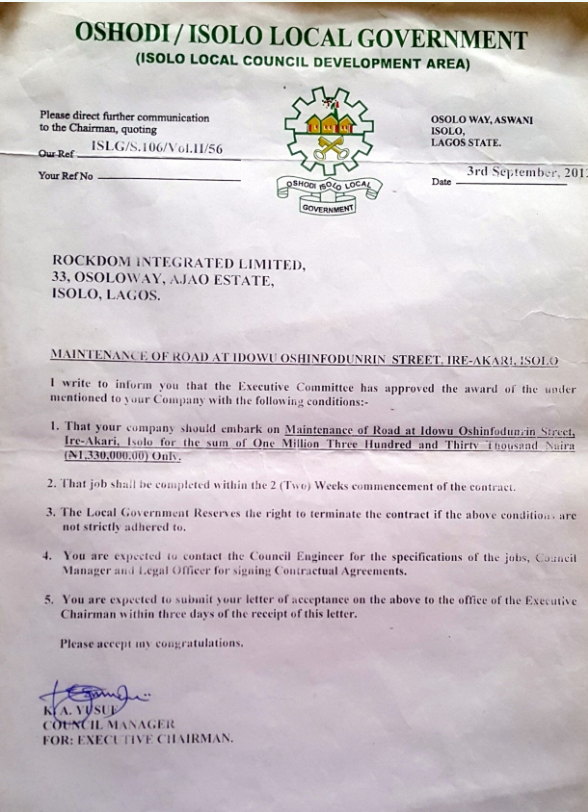 OSHODI / ISOLO LOCAL GOVERNMENT
(ISOLO LOCAL COUNCIL DEVELOPMENT AREA)
Please direct further communication
to the Chairman, quoting
Our Ref ISLG/S.106/Vol.II/56
Your Ref No
OSHODI ISOLO LOCAL
GOVERNMENT
OSOLO WAY, ASWANI
ISOLO,
LAGOS STATE.
Date 3rd September, 201
ROCKDOM INTEGRATED LIMITED,
33, OSOLOWAY, AJAO ESTATE,
ISOLO, LAGOS.
MAINTENANCE OF ROAD AT IDOWU OSHINFODUNRIN STREET, IRE-AKARI, ISOLO
I write to inform you that the Executive Committee has approved the award of the under
mentioned to your Company with the following conditions:-
1. That your company should embark on Maintenance of Road at Idowu Oshinfodunrin Street,
Ire-Akari, Isolo for the sum of One Million Three Hundred and Thirty Thousand Naira
(₦1,330,000.00) Only.
2. That job shall be completed within the 2 (Two) Weeks commencement of the contract.
3. The Local Government Reserves the right to terminate the contract if the above conditions are
not strictly adhered to.
4. You are expected to contact the Council Engineer for the specifications of the jobs, Council
Manager and Legal Officer for signing Contractual Agreements.
5. You are expected to submit your letter of acceptance on the above to the office of the Executive
Chairman within three days of the receipt of this letter.
Please accept my congratulations.
K. A. YUSUF
COUNCIL MANAGER
FOR: EXECUTIVE CHAIRMAN.